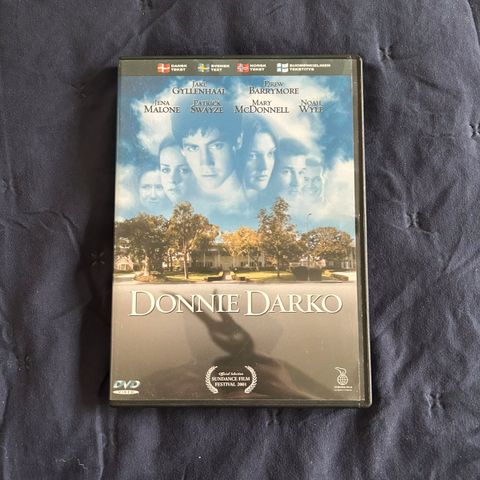 DANSK TEKST
SVENSK TEXT
NORSK TEKST
SUOMENKIELINEN TEKSTITYS
JAKE GYLLENHAAL
DREW BARRYMORE
JENA MALONE
PATRICK SWAYZE
MARY MCDONNELL
NOAH WYLE
DONNIE DARKO
Official Selection
SUNDANCE FILM
FESTIVAL 2001
DVD
VIDEO